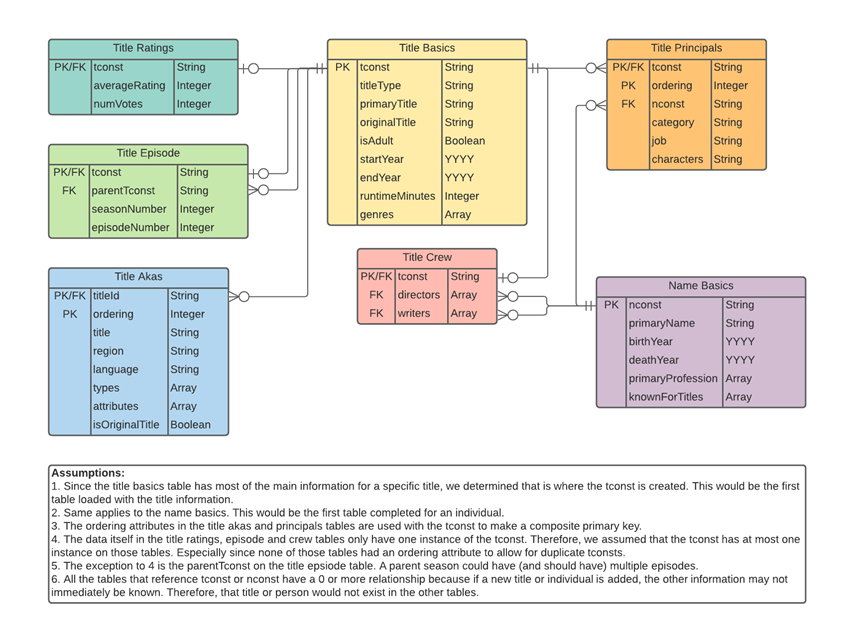 Title Ratings
PK/FK tconst String
averageRating Integer
numVotes Integer
Title Basics
PK tconst String
titleType String
primaryTitle String
originalTitle String
isAdult Boolean
startYear YYYY
endYear YYYY
runtimeMinutes Integer
genres Array
Title Principals
PK/FK tconst String
PK ordering Integer
FK nconst String
category String
job String
characters String
Title Episode
PK/FK tconst String
FK parentTconst String
seasonNumber Integer
episodeNumber Integer
Title Crew
PK/FK tconst String
FK directors Array
FK writers Array
Title Akas
PK/FK titleId String
PK ordering Integer
title String
region String
language String
types Array
attributes Array
isOriginalTitle Boolean
Name Basics
PK nconst String
primaryName String
birthYear YYYY
deathYear YYYY
primaryProfession Array
knownForTitles Array
Assumptions:
1. Since the title basics table has most of the main information for a specific title, we determined that is where the tconst is created. This would be the first
table loaded with the title information.
2. Same applies to the name basics. This would be the first table completed for an individual.
3. The ordering attributes in the title akas and principals tables are used with the tconst to make a composite primary key.
4. The data itself in the title ratings, episode and crew tables only have one instance of the tconst. Therefore, we assumed that the tconst has at most one
instance on those tables. Especially since none of those tables had an ordering attribute to allow for duplicate tconsts.
5. The exception to 4 is the parentTconst on the title epsiode table. A parent season could have (and should have) multiple episodes.
6. All the tables that reference tconst or nconst have a 0 or more relationship because if a new title or individual is added, the other information may not
immediately be known. Therefore, that title or person would not exist in the other tables.